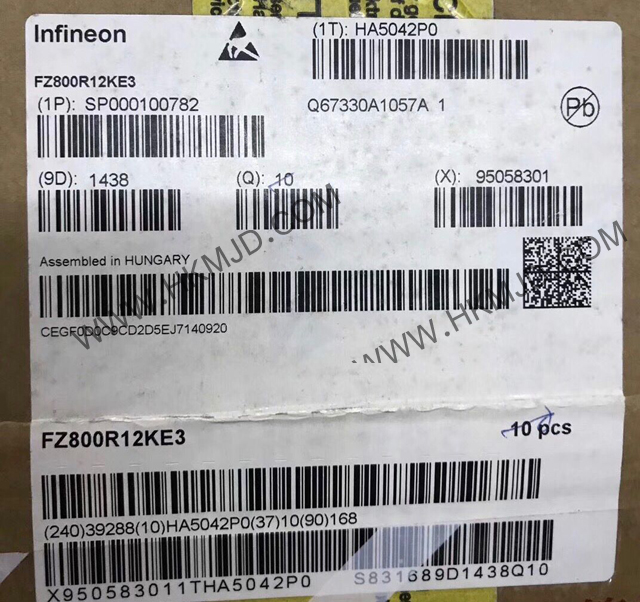 Infineon
(1T): HA5042P0
FZ800R12KE3
(1P): SP000100782
Q67330A1057A 1
Pb
(9D): 1438
(Q): 10
(X): 95058301
Assembled in HUNGARY
CEGF0D0C9CD2D5EJ7140920
WWW.HKMJD.COM
WWW.HKMJD.COM
FZ800R12KE3
10 pcs
(240)39288(10)HA5042P0(37)10(90)168
X950583011THA5042P0
S831689D1438Q10